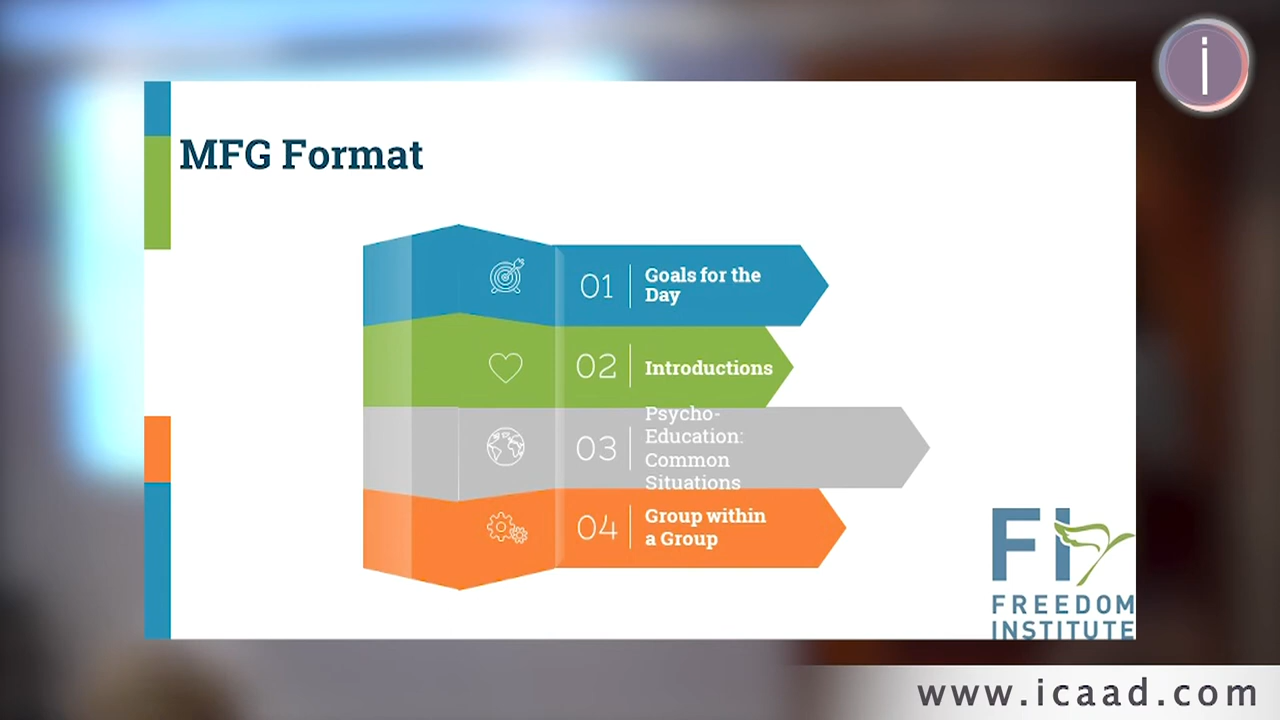 i
MFG Format
01
Goals for the
Day
02
Introductions
03
Psycho-
Education:
Common
Situations
04
Group within
a Group
FI
FREEDOM
INSTITUTE
www.icaad.com